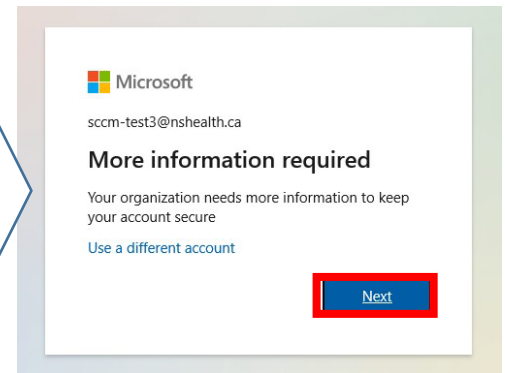 Microsoft
sccm-test3@nshealth.ca
More information required
Your organization needs more information to keep
your account secure
Use a different account
Next